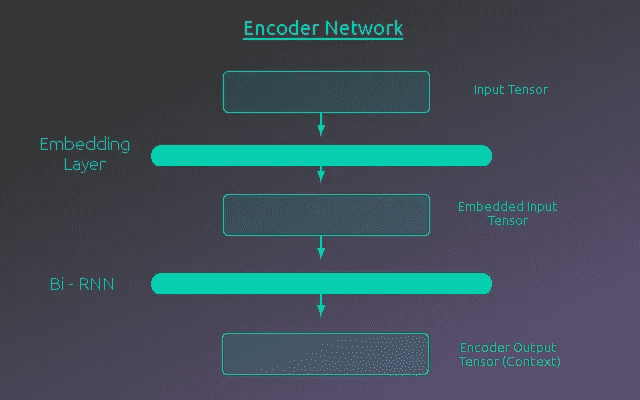 Encoder Network
Input Tensor
Embedding
Layer
Embedded Input
Tensor
Bi - RNN
Encoder Output
Tensor (Context)